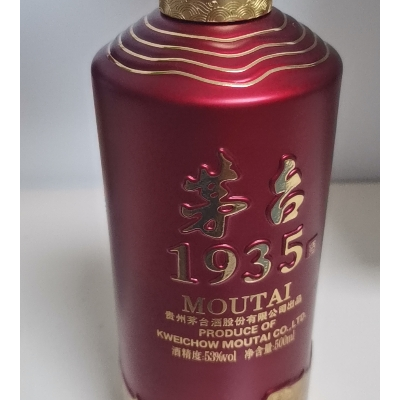 茅台
1935
MOUTAI
贵州茅台酒股份有限公司出品
PRODUCE OF
KWEICHOW MOUTAI CO.,LTD.
酒精度:53%vol 净含量:500ml